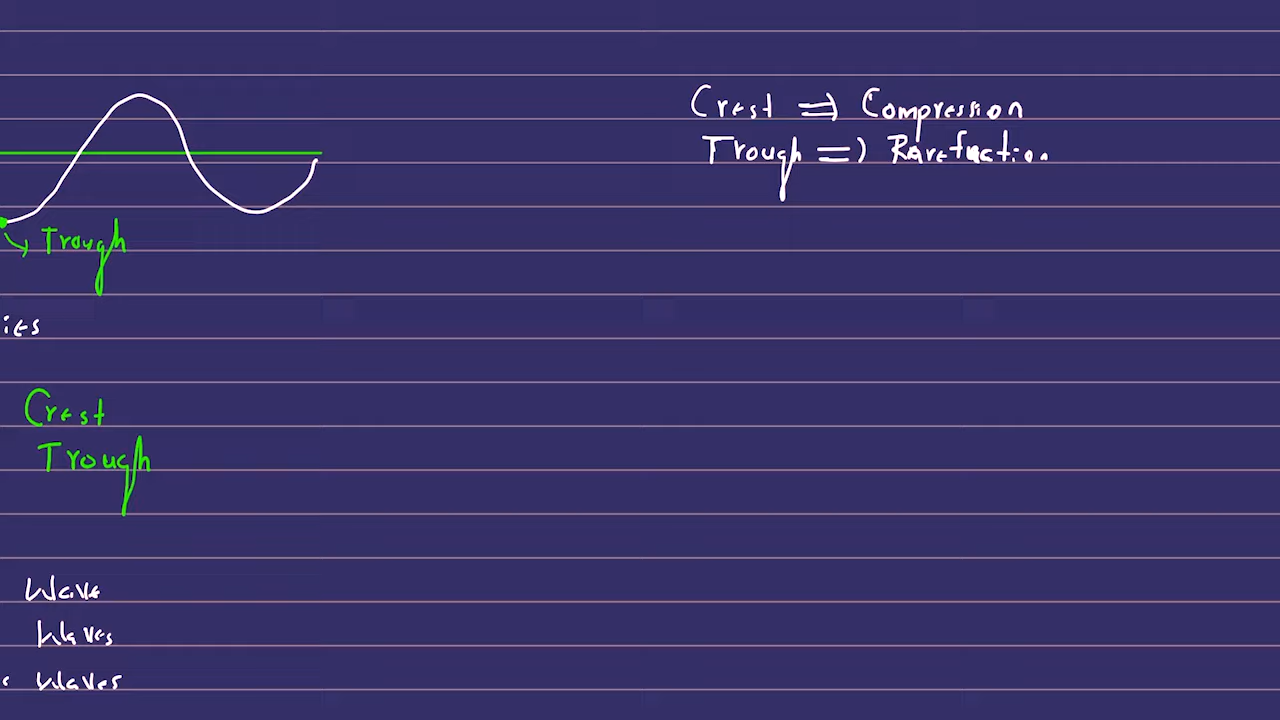 Crest ⇒ Compression
Trough ⇒ Rarefaction
→ Trough
ies
Crest
Trough
Wave
Waves
Waves